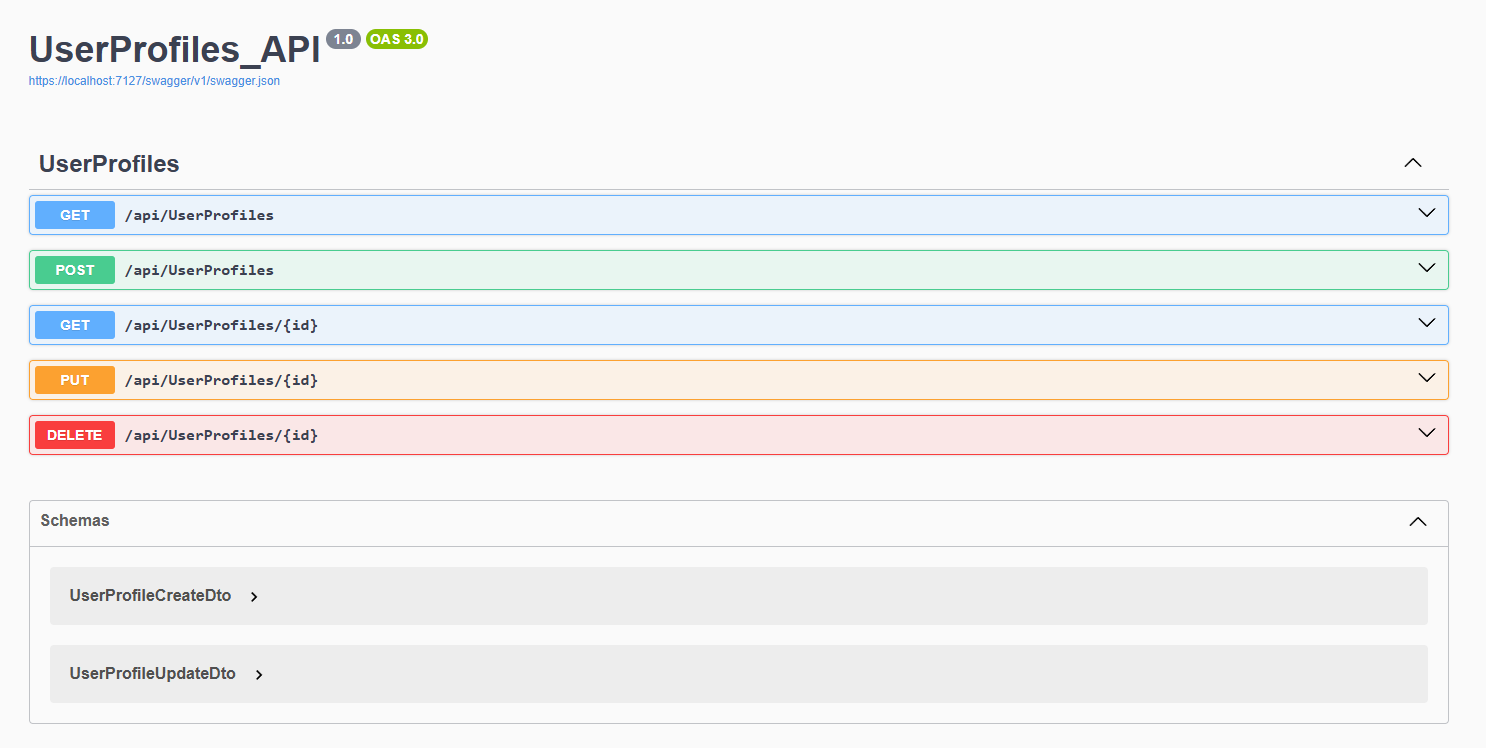 UserProfiles_API 1.0 OAS 3.0
https://localhost:7127/swagger/v1/swagger.json
UserProfiles
GET /api/UserProfiles
POST /api/UserProfiles
GET /api/UserProfiles/{id}
PUT /api/UserProfiles/{id}
DELETE /api/UserProfiles/{id}
Schemas
UserProfileCreateDto
UserProfileUpdateDto